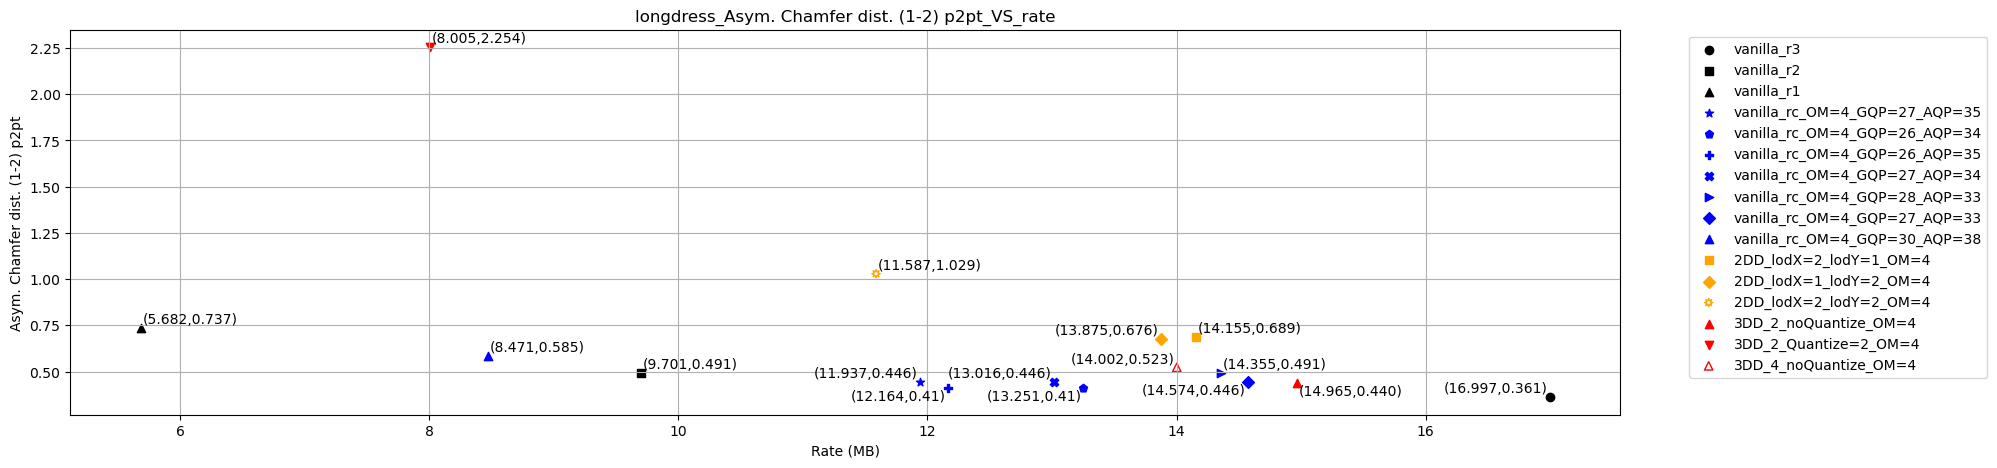 longdress_Asym. Chamfer dist. (1-2) p2pt_VS_rate
Asym. Chamfer dist. (1-2) p2pt
2.25
2.00
1.75
1.50
1.25
1.00
0.75
0.50
(8.005,2.254)
(11.587,1.029)
(5.682,0.737)
(13.875,0.676)
(14.155,0.689)
(8.471,0.585)
(14.002,0.523)
(9.701,0.491)
(14.355,0.491)
(11.937,0.446)
(13.016,0.446)
(12.164,0.41)
(13.251,0.41)
(14.574,0.446)
(14.965,0.440)
(16.997,0.361)
6
8
10
12
14
16
Rate (MB)
vanilla_r3
vanilla_r2
vanilla_r1
vanilla_rc_OM=4_GQP=27_AQP=35
vanilla_rc_OM=4_GQP=26_AQP=34
vanilla_rc_OM=4_GQP=26_AQP=35
vanilla_rc_OM=4_GQP=27_AQP=34
vanilla_rc_OM=4_GQP=28_AQP=33
vanilla_rc_OM=4_GQP=27_AQP=33
vanilla_rc_OM=4_GQP=30_AQP=38
2DD_lodX=2_lodY=1_OM=4
2DD_lodX=1_lodY=2_OM=4
2DD_lodX=2_lodY=2_OM=4
3DD_2_noQuantize_OM=4
3DD_2_Quantize=2_OM=4
3DD_4_noQuantize_OM=4